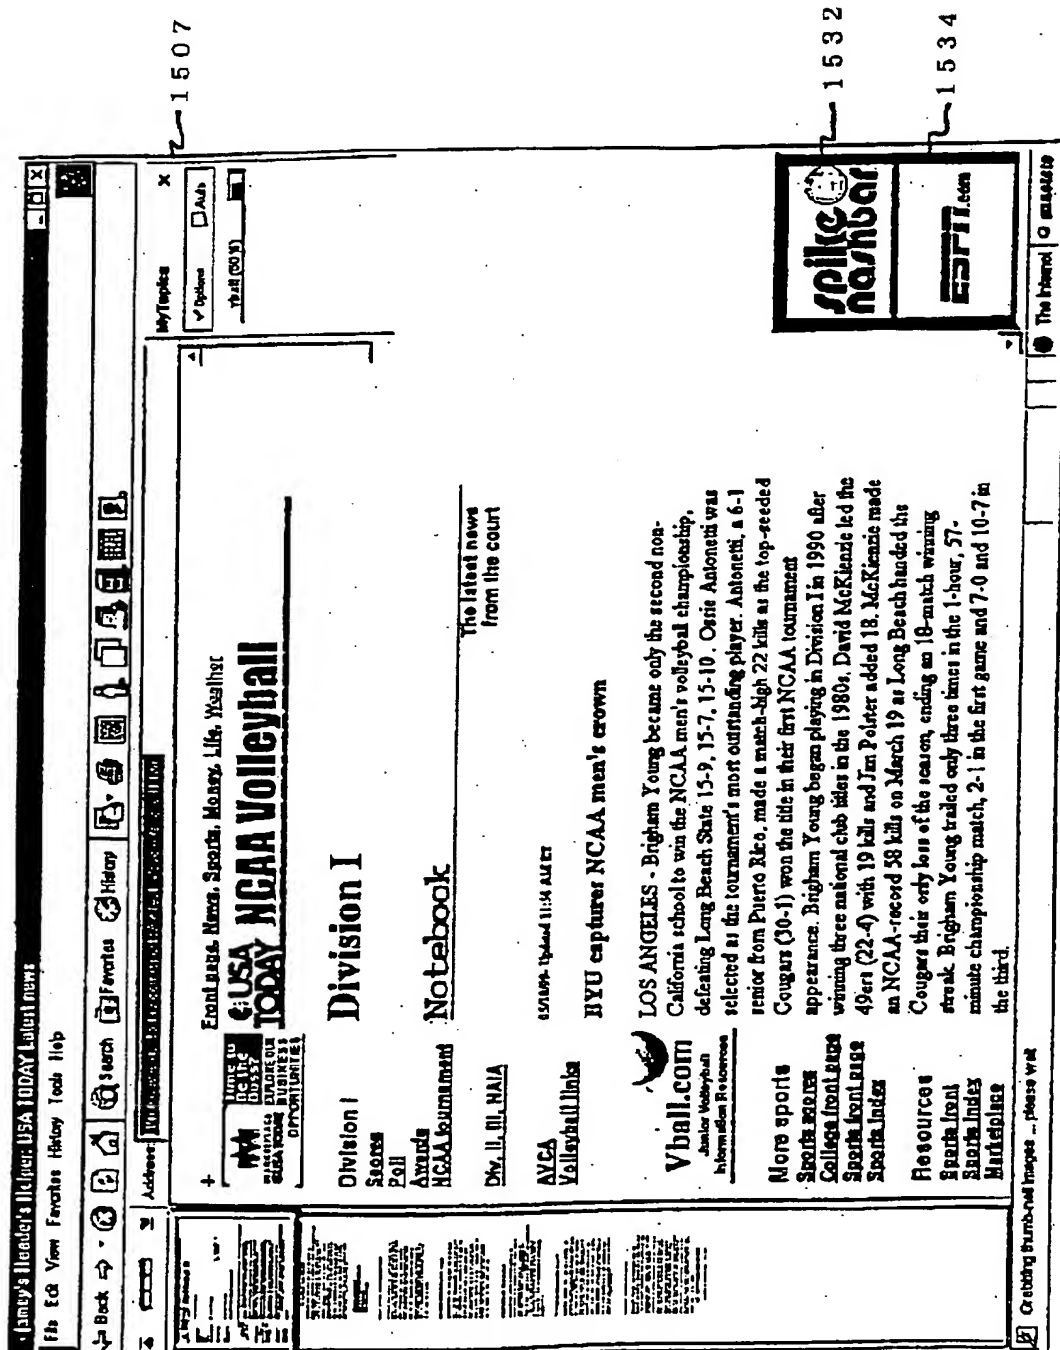 Jamey's Reader's Helper: USA TODAY Latest news
File Edit View Favorites History Tools Help
Back Search Favorites History
Address:
MyTopics X
Options Auto
Front page, News, Sports, Money, Life, Weather
USA TODAY NCAA Volleyball
EXPLORE OUR
BUSINESS
OPPORTUNITIES
Division I
Scores
Poll
Awards
NCAA tournament
Div. II, III, NAIA
AVCA
Volleyball links
Vball.com
Junior Volleyball
Information Resources
More sports
Sports scores
College front page
Sports front page
Sports index
Resources
Sports front
Sports index
Marketplace
Division I
Notebook
The latest news
from the court
Updated 11:54 AM ET
BYU captures NCAA men's crown
LOS ANGELES - Brigham Young became only the second non-
California school to win the NCAA men's volleyball championship,
defeating Long Beach State 15-9, 15-7, 15-10. Ossie Antonetti was
selected as the tournament's most outstanding player. Antonetti, a 6-1
senior from Puerto Rico, made a match-high 22 kills as the top-seeded
Cougars (30-1) won the title in their first NCAA tournament
appearance. Brigham Young began playing in Division I in 1990 after
winning three national club titles in the 1980s. David McKienzie led the
49ers (22-4) with 19 kills and Jim Polster added 18. McKienzie made
an NCAA-record 58 kills on March 19 as Long Beach handed the
Cougars their only loss of the season, ending an 18-match winning
streak. Brigham Young trailed only three times in the 1-hour, 57-
minute championship match, 2-1 in the first game and 7-0 and 10-7 in
the third.
spike
nashbar
ESPN.com
Creating thumb-nail images ... please wait
The Internet
1507
1532
1534